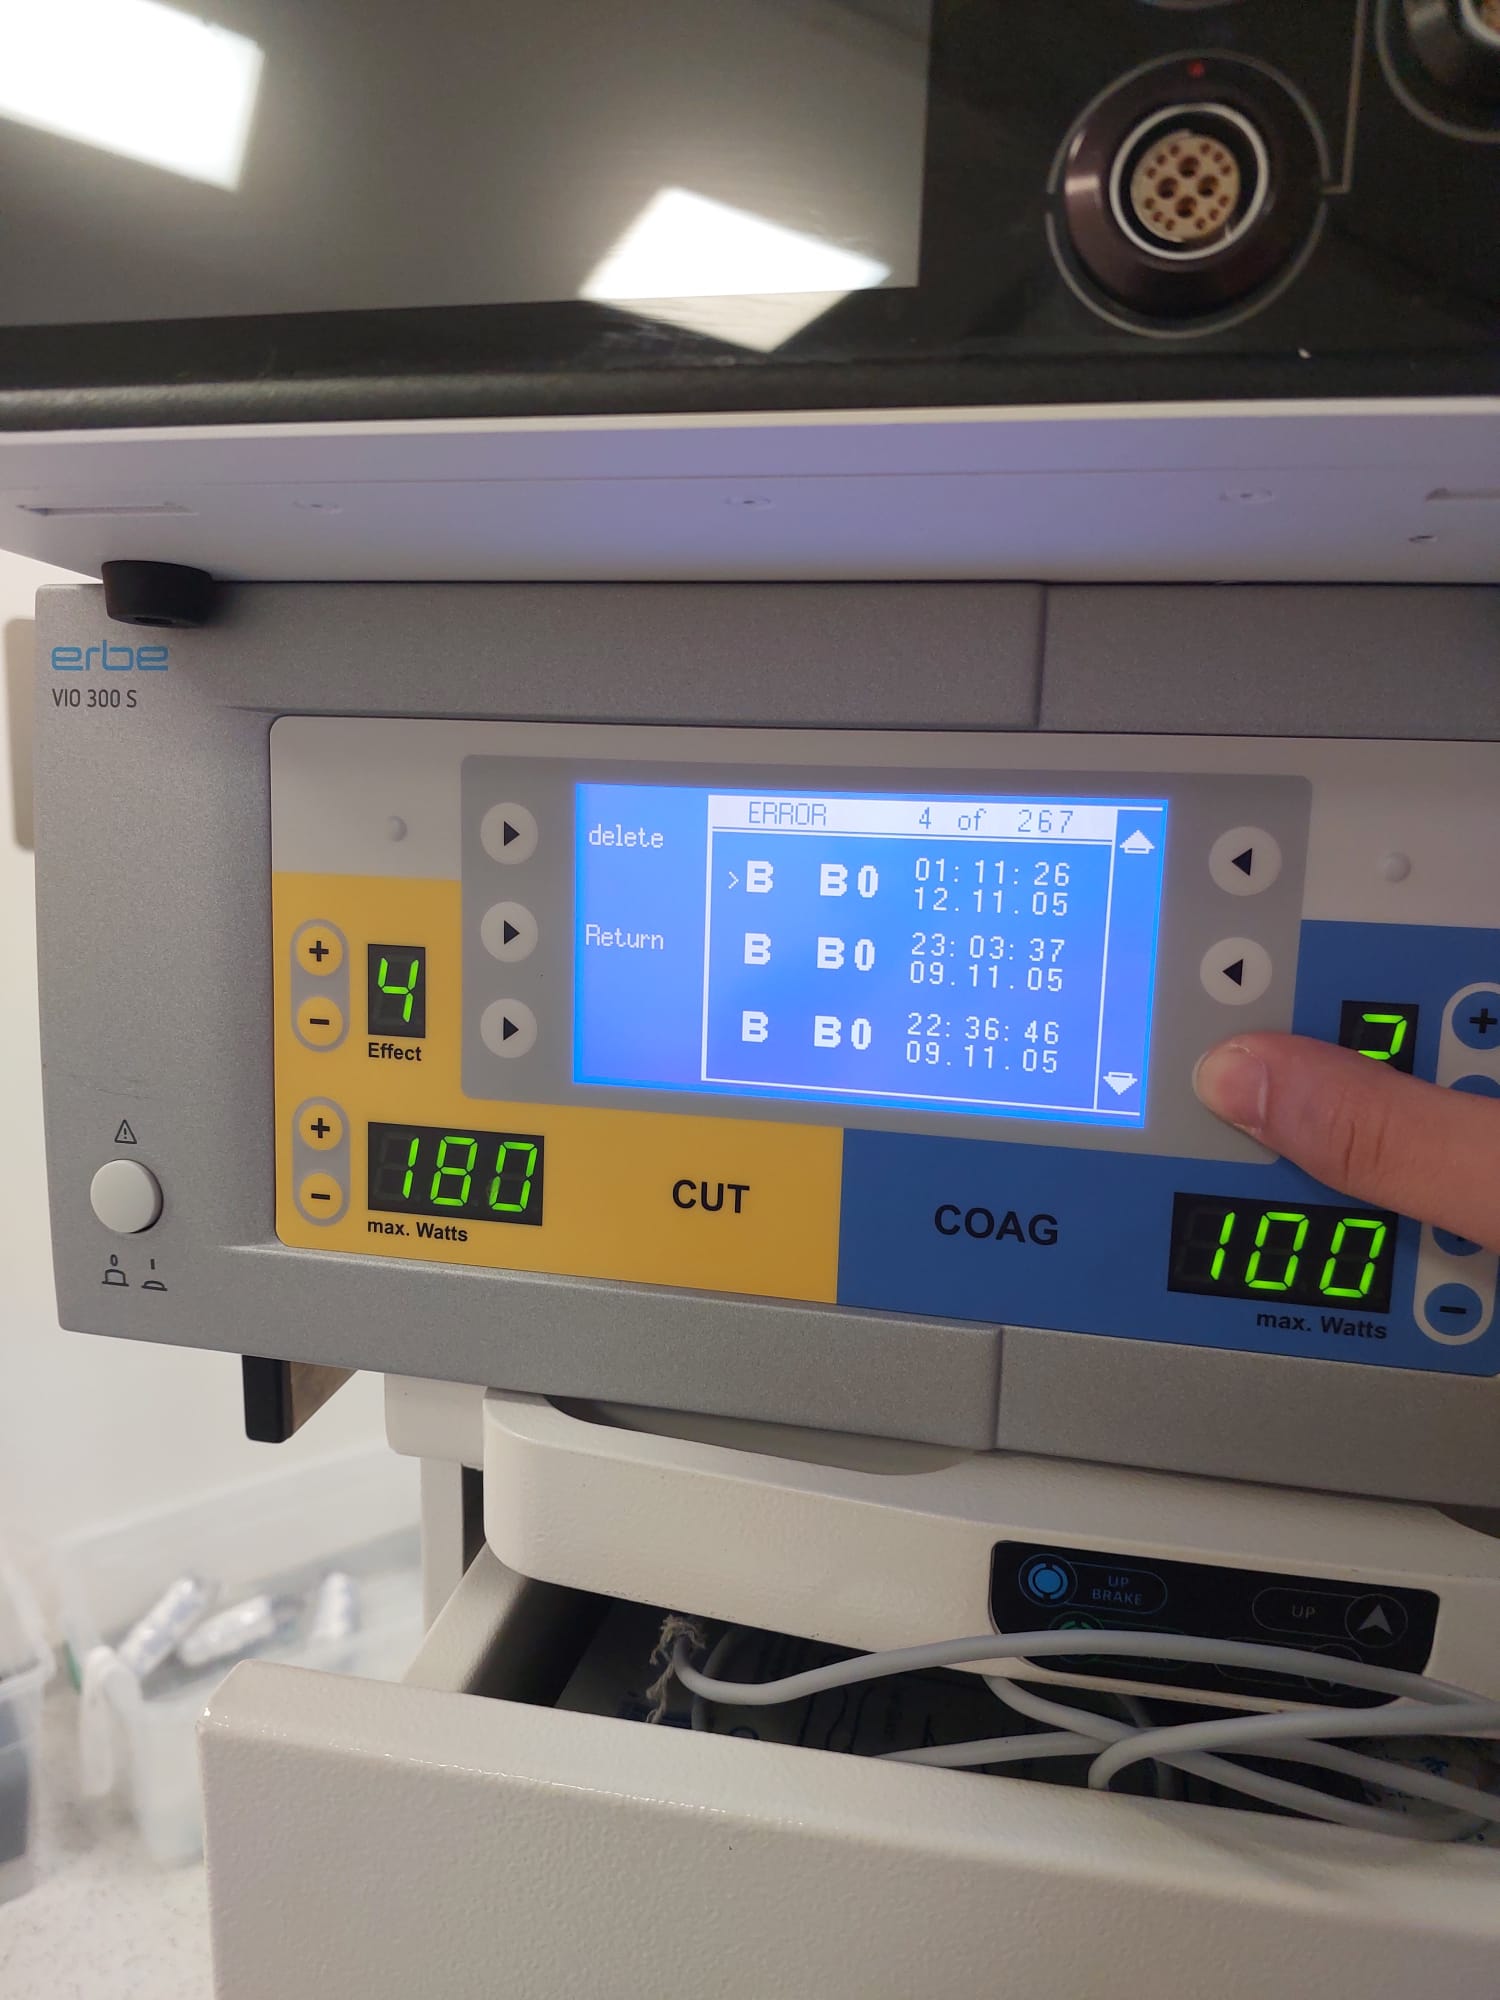 erbe
VIO 300 S
ERROR 4 of 267
delete
>B B0 01:11:26
12.11.05
Return
B B0 23:03:37
09.11.05
B B0 22:36:46
09.11.05
+
4
-
Effect
2
+
+
180
-
max. Watts
CUT
COAG
100
-
max. Watts
0 I
UP
BRAKE
UP